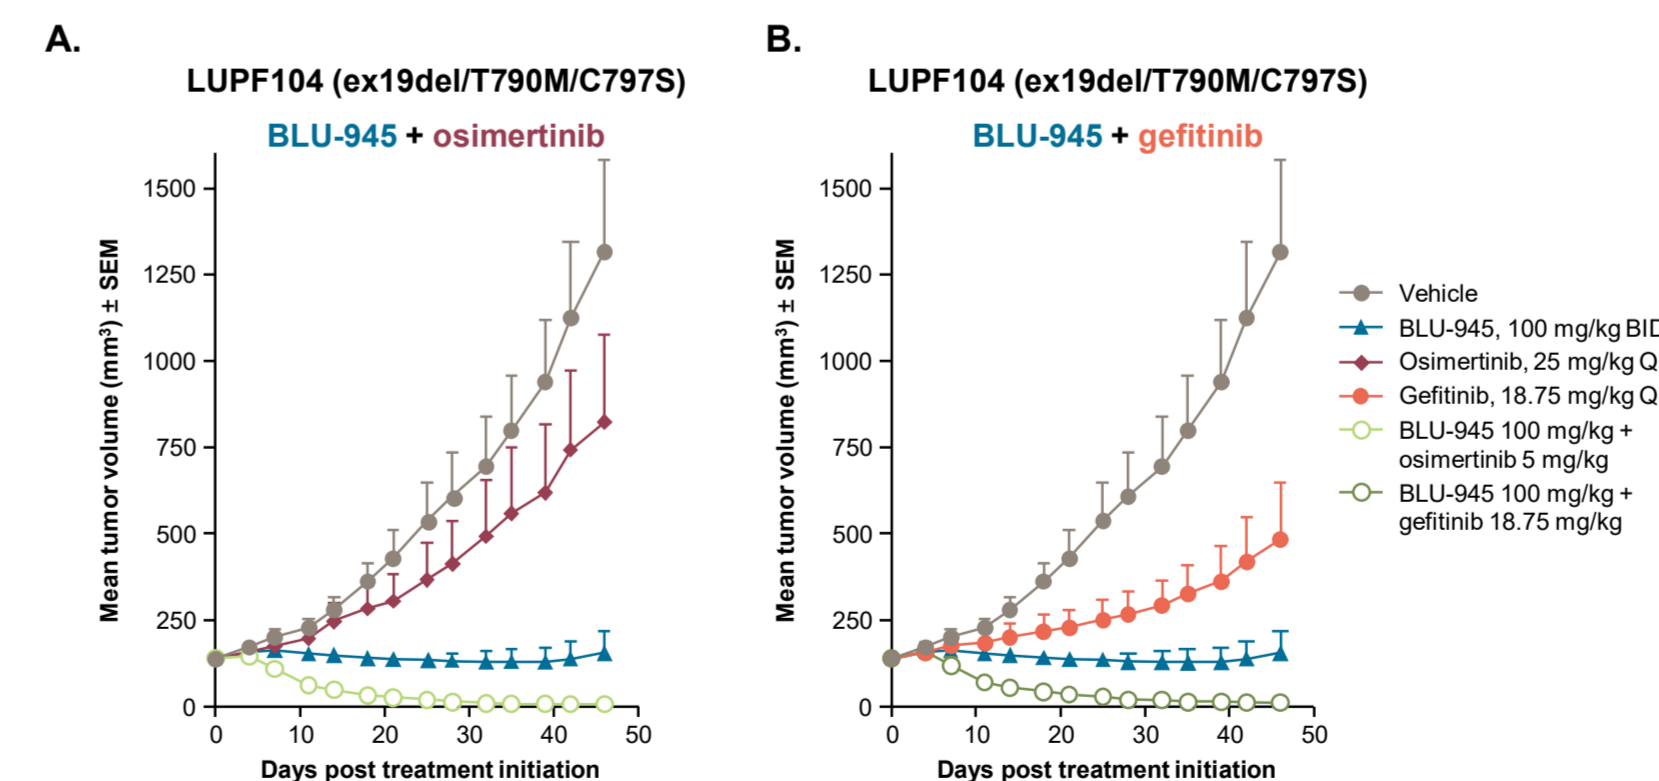 A.
LUPF104 (ex19del/T790M/C797S)
BLU-945 + osimertinib
Mean tumor volume (mm³) ± SEM
1500
1250
1000
750
500
250
0
0 10 20 30 40 50
Days post treatment initiation
B.
LUPF104 (ex19del/T790M/C797S)
BLU-945 + gefitinib
Mean tumor volume (mm³) ± SEM
1500
1250
1000
750
500
250
0
0 10 20 30 40 50
Days post treatment initiation
Vehicle
BLU-945, 100 mg/kg BID
Osimertinib, 25 mg/kg Q
Gefitinib, 18.75 mg/kg Q
BLU-945 100 mg/kg +
osimertinib 5 mg/kg
BLU-945 100 mg/kg +
gefitinib 18.75 mg/kg